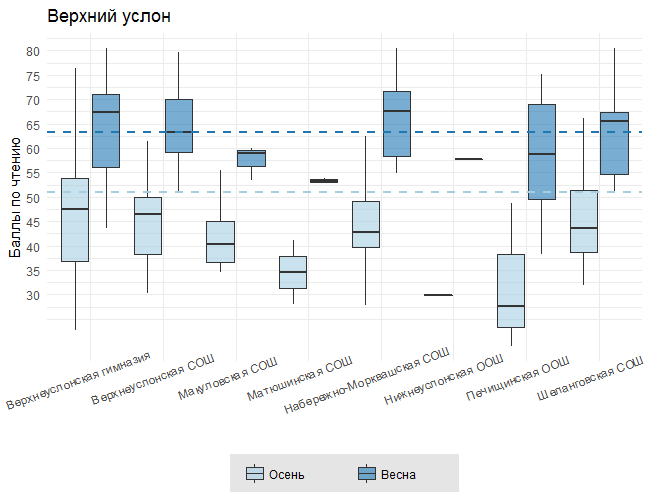 Верхний услон
Баллы по чтению
80
75
70
65
60
55
50
45
40
35
30
Верхнеуслонская гимназия
Верхнеуслонская СОШ
Макуловская СОШ
Матюшинская СОШ
Набережно-Морквашская СОШ
Нижнеуслонская ООШ
Печищинская ООШ
Шеланговская СОШ
Осень
Весна